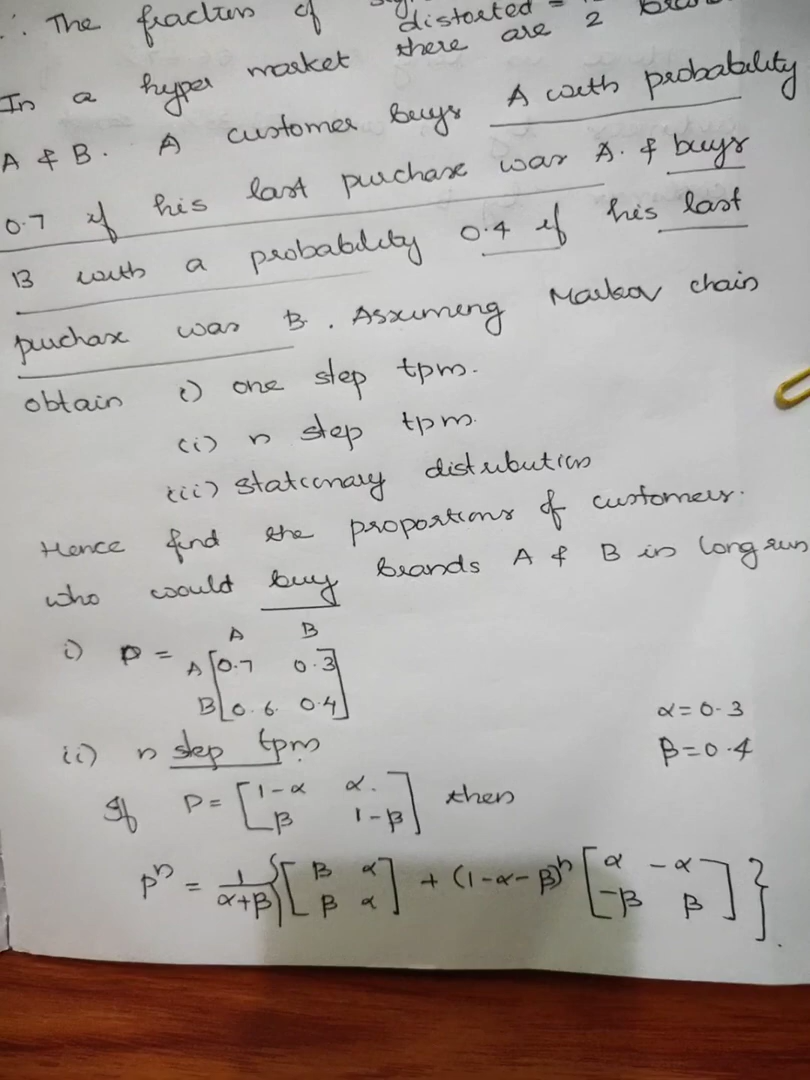 ∴ The fraction of
distorted =
In a hyper market there are 2
A & B. A customer buys A with probability
0.7 if his last purchase was A. & buys
B with a probability 0.4 if his last
purchase was B. Assuming Markov chain
obtain i) one step tpm.
(i) n step tpm.
(iii) stationary distribution
Hence find the proportions of customers.
who would buy brands A & B in long run
A B
i) P = A [0.7 0.3]
B [0.6 0.4]
α = 0.3
ii) n step tpm
β = 0.4
If P = [1-α α. ; β 1-β] then
Pⁿ = 1/(α+β) {[β α ; β α] + (1-α-β)ⁿ [α -α ; -β β]}.